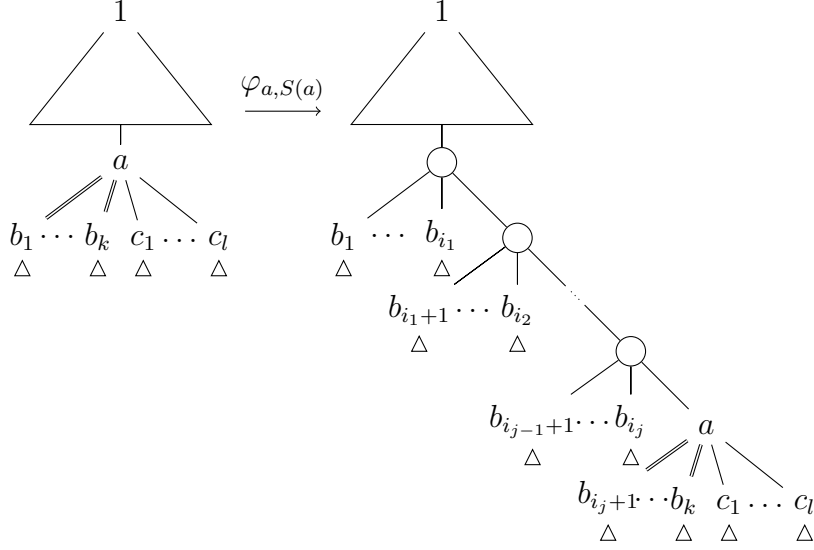 1 1
φ_{a,S(a)}
a
b_1 ⋯ b_k c_1 ⋯ c_l b_1 ⋯ b_{i_1}
b_{i_1+1} ⋯ b_{i_2}
b_{i_{j-1}+1} ⋯ b_{i_j} a
b_{i_j+1} ⋯ b_k c_1 ⋯ c_l